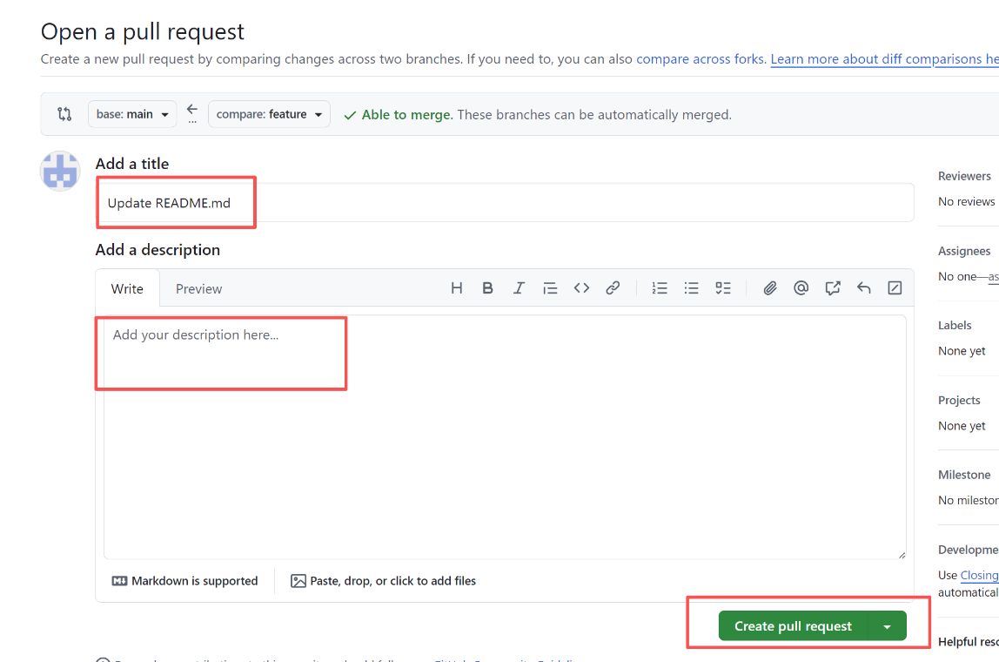 Open a pull request
Create a new pull request by comparing changes across two branches. If you need to, you can also compare across forks. Learn more about diff comparisons he
base: main
...
compare: feature
Able to merge. These branches can be automatically merged.
Add a title
Update README.md
Add a description
Write Preview
Add your description here...
Markdown is supported
Paste, drop, or click to add files
Create pull request
Reviewers
No reviews
Assignees
No one—as
Labels
None yet
Projects
None yet
Milestone
No mileston
Developme
Use Closing
automatical
Helpful reso